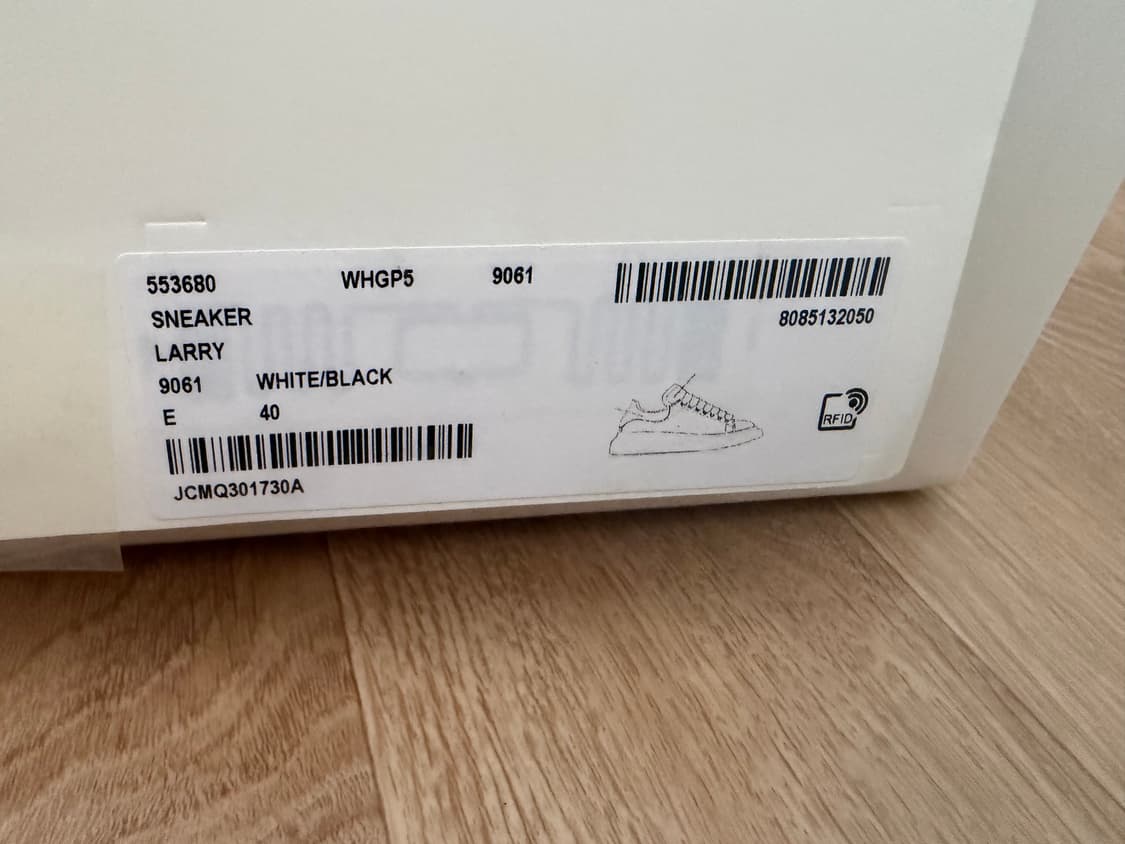 553680 WHGP5 9061
8085132050
SNEAKER
LARRY
9061 WHITE/BLACK
E 40
JCMQ301730A
RFID